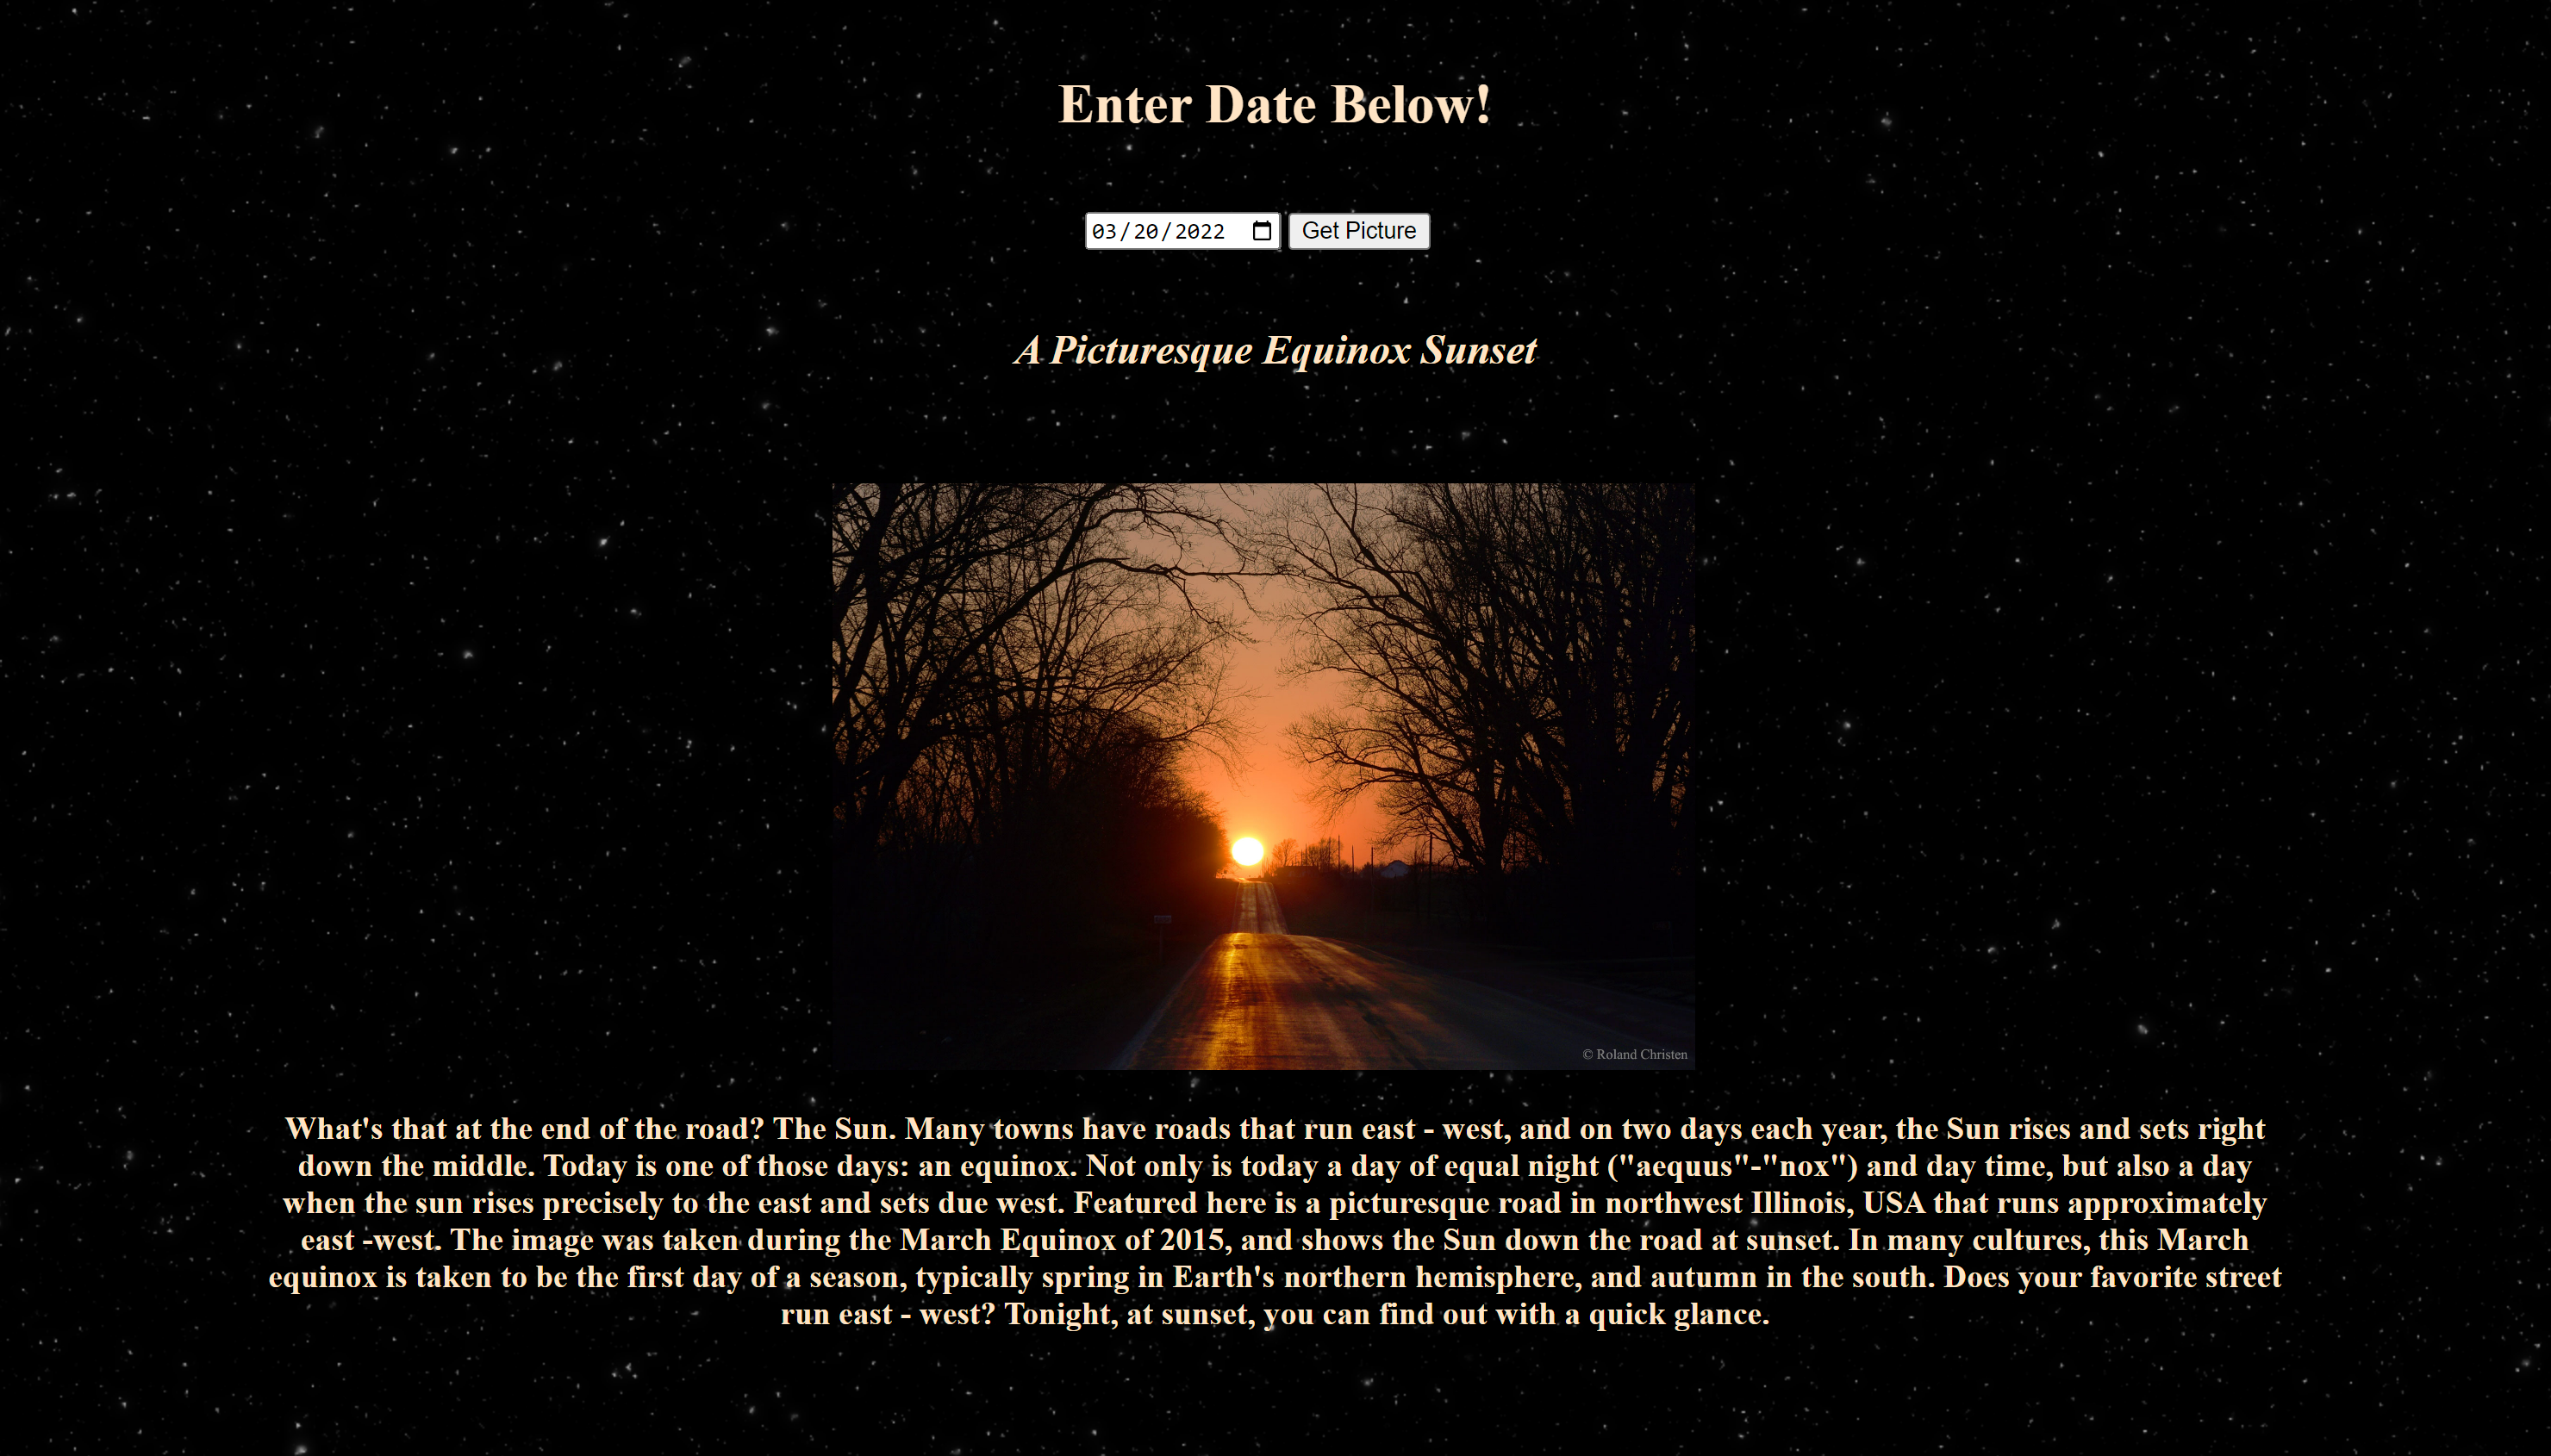 Enter Date Below!
03/20/2022 Get Picture
A Picturesque Equinox Sunset
© Roland Christen
What's that at the end of the road? The Sun. Many towns have roads that run east - west, and on two days each year, the Sun rises and sets right
down the middle. Today is one of those days: an equinox. Not only is today a day of equal night ("aequus"-"nox") and day time, but also a day
when the sun rises precisely to the east and sets due west. Featured here is a picturesque road in northwest Illinois, USA that runs approximately
east -west. The image was taken during the March Equinox of 2015, and shows the Sun down the road at sunset. In many cultures, this March
equinox is taken to be the first day of a season, typically spring in Earth's northern hemisphere, and autumn in the south. Does your favorite street
run east - west? Tonight, at sunset, you can find out with a quick glance.